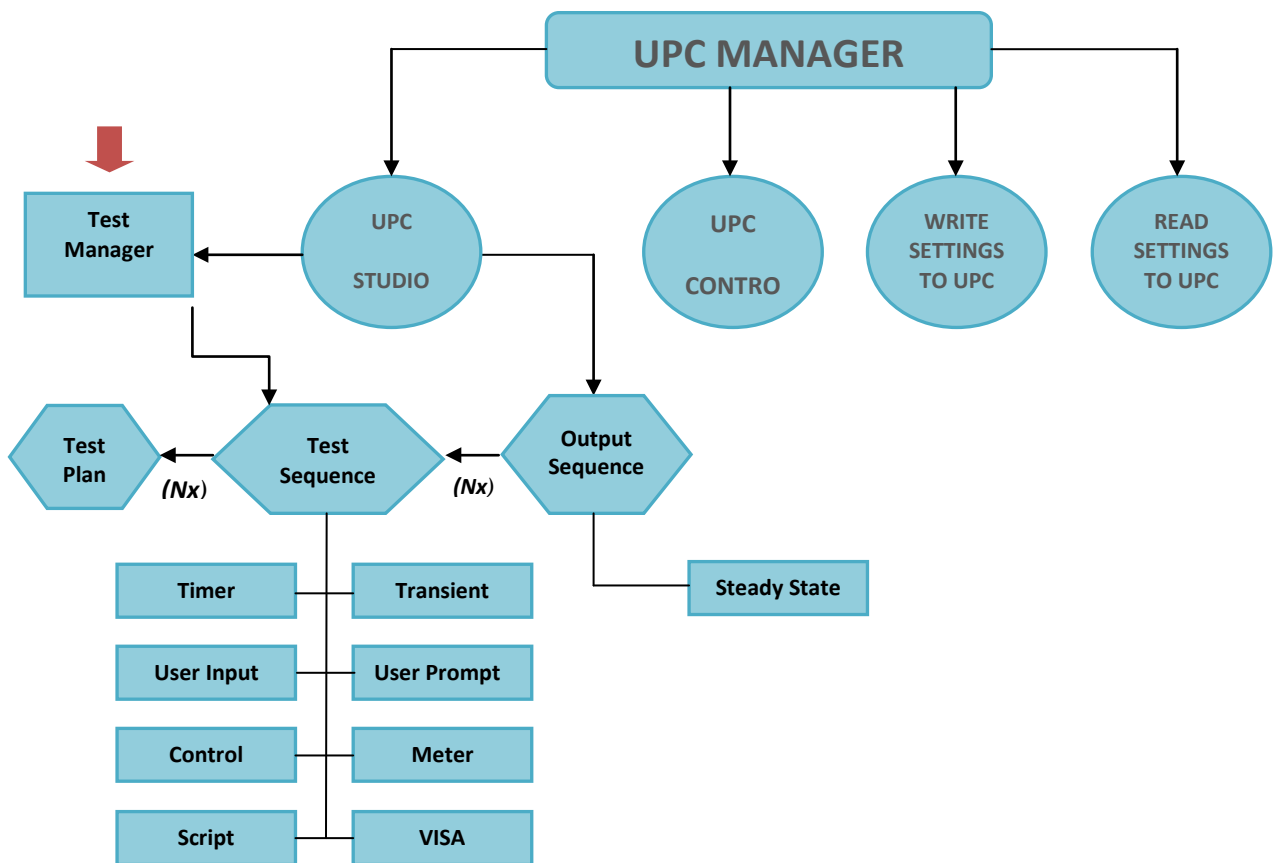 UPC MANAGER
Test
Manager
UPC
STUDIO
UPC
CONTRO
WRITE
SETTINGS
TO UPC
READ
SETTINGS
TO UPC
Test
Plan
(Nx)
Test
Sequence
(Nx)
Output
Sequence
Timer
Transient
Steady State
User Input
User Prompt
Control
Meter
Script
VISA